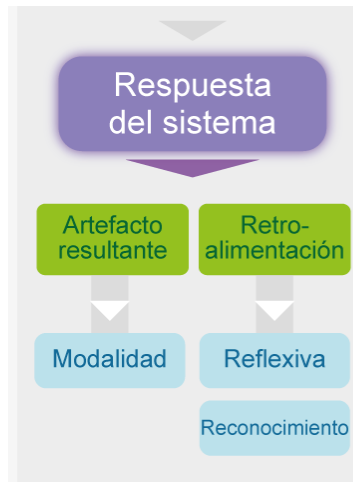 Respuesta
del sistema
Artefacto
resultante
Retro-
alimentación
Modalidad
Reflexiva
Reconocimiento